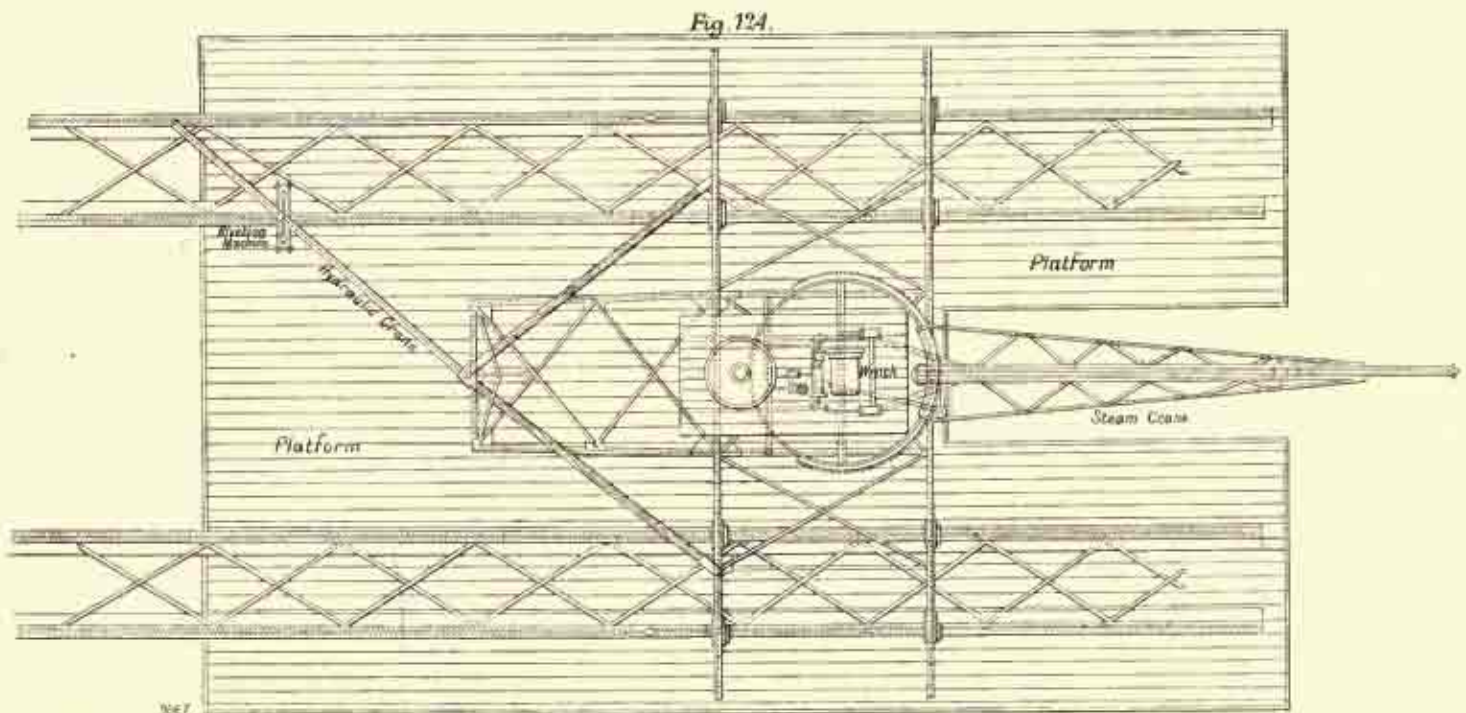 Fig. 124.
Riveting
Machine
Hydraulic Crane
Platform
Winch
Steam Crane
Platform